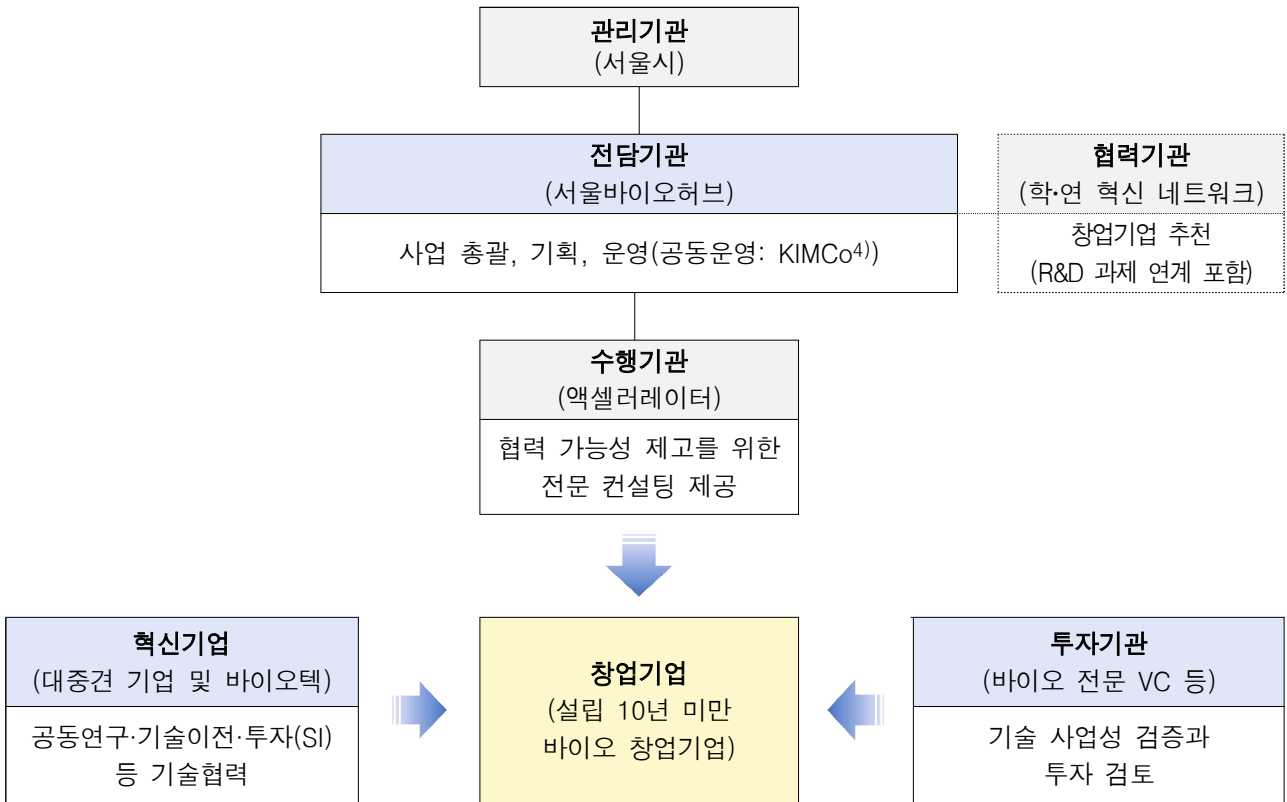 관리기관
(서울시)
전담기관
(서울바이오허브)
사업 총괄, 기획, 운영(공동운영: KIMCo4))
협력기관
(학·연 혁신 네트워크)
창업기업 추천
(R&D 과제 연계 포함)
수행기관
(액셀러레이터)
협력 가능성 제고를 위한
전문 컨설팅 제공
혁신기업
(대중견 기업 및 바이오텍)
공동연구·기술이전·투자(SI)
등 기술협력
창업기업
(설립 10년 미만
바이오 창업기업)
투자기관
(바이오 전문 VC 등)
기술 사업성 검증과
투자 검토